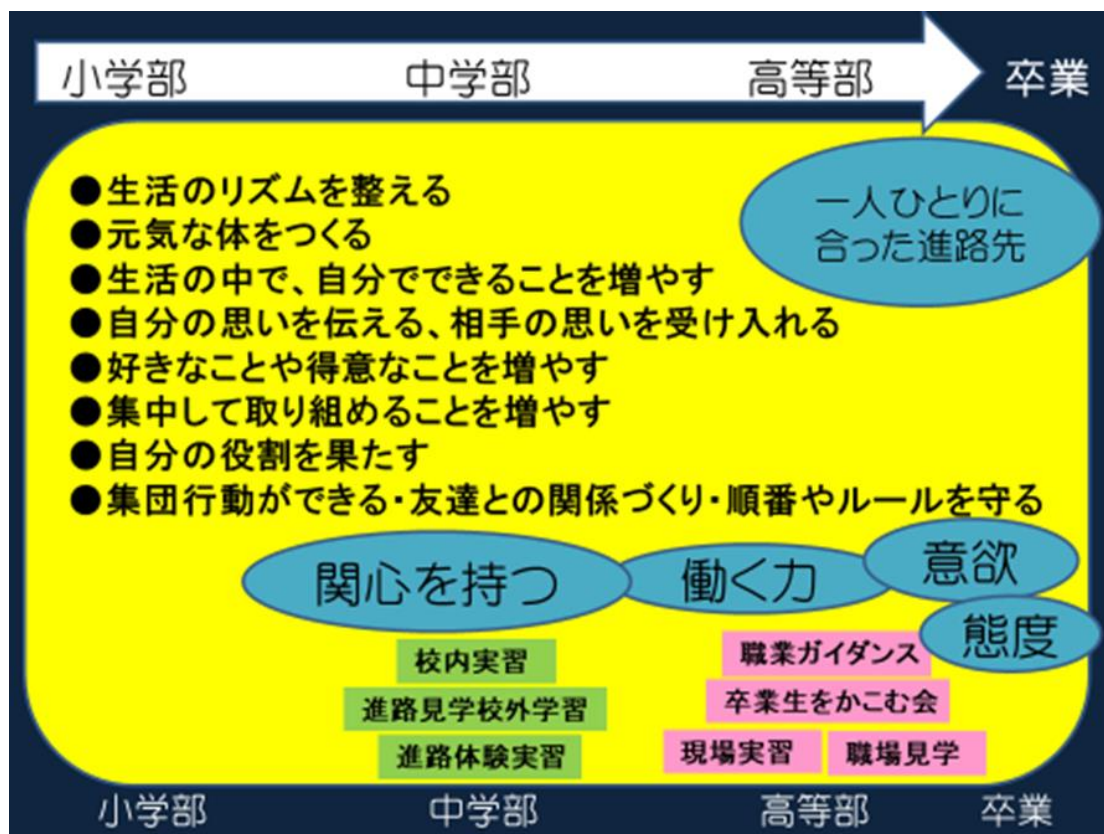 小学部 中学部 高等部 卒業
一人ひとりに
合った進路先
●生活のリズムを整える
●元気な体をつくる
●生活の中で、自分でできることを増やす
●自分の思いを伝える、相手の思いを受け入れる
●好きなことや得意なことを増やす
●集中して取り組めることを増やす
●自分の役割を果たす
●集団行動ができる・友達との関係づくり・順番やルールを守る
関心を持つ 働く力 意欲
態度
校内実習
進路見学校外学習
進路体験実習
職業ガイダンス
卒業生をかこむ会
現場実習 職場見学
小学部 中学部 高等部 卒業